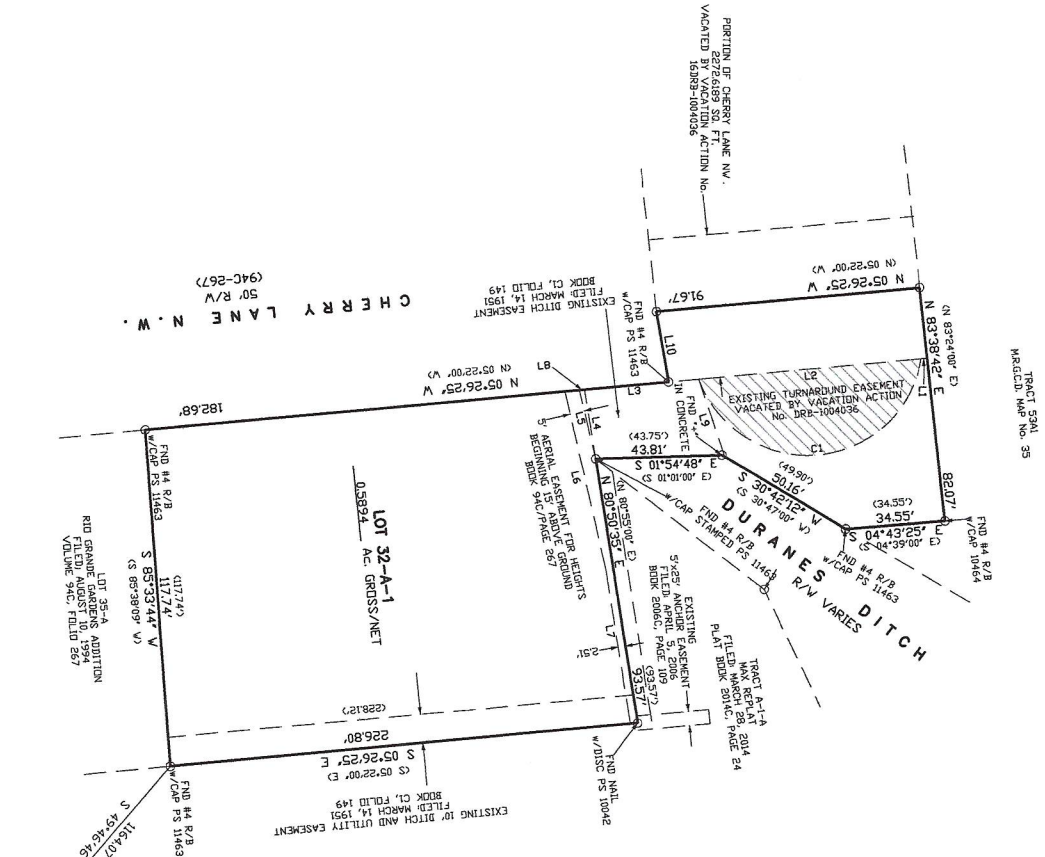 TRACT 53A1
M.R.G.C.D. MAP No. 35
PORTION OF CHERRY LANE NW.
2272.6189 SQ. FT.
VACATED BY VACATION ACTION No.
16DRB-1004036
N 05°26'25" W
(N 05°22'00" W)
91.67'
N 83°38'42" E
(N 83°24'00" E)
82.07'
L1
L2
EXISTING TURNAROUND EASEMENT
VACATED BY VACATION ACTION
No. DRB-1004036
C1
L9
L10
FND #4 R/B
w/CAP PS 11463
FND "+"
IN CONCRETE
EXISTING DITCH EASEMENT
FILED: MARCH 14, 1951
BOOK C1, FOLIO 149
CHERRY LANE N.W.
50' R/W
(94C-267)
L8
L3
L4
L5
L6
L7
N 05°26'25" W
(N 05°22'00" W)
182.68'
(43.75')
43.81'
S 01°54'48" E
(S 01°10'00" E)
(49.90')
50.16'
S 30°42'12" W
(S 30°47'00" W)
(34.55')
34.55'
S 04°43'25" E
(S 04°39'00" E)
FND #4 R/B
w/CAP 10464
FND #4 R/B
w/CAP PS 11463
DURANES DITCH
R/W VARIES
FND #4 R/B
w/CAP STAMPED PS 11463
5' AERIAL EASEMENT FOR HEIGHTS
BEGINNING 15' ABOVE GROUND
BOOK 94C/PAGE 267
N 80°50'35" E
(N 80°55'00" E)
2.51'
93.57'
(93.57')
EXISTING
5'x25' ANCHOR EASEMENT
FILED: APRIL 5, 2006
BOOK 2006C, PAGE 109
TRACT A-1-A
MAX REPLAT
FILED: MARCH 28, 2014
PLAT BOOK 2014C, PAGE 24
FND NAIL
w/DISC PS 10042
LOT 32-A-1
0.5894 Ac. GROSS/NET
FND #4 R/B
w/CAP PS 11463
(117.74')
117.74'
S 85°33'44" W
(S 85°38'09" W)
LOT 35-A
RIO GRANDE GARDENS ADDITION
FILED: AUGUST 10, 1994
VOLUME 94C, FOLIO 267
(228.12')
226.80'
S 05°26'25" E
(S 05°22'00" E)
EXISTING 10' DITCH AND UTILITY EASEMENT
FILED: MARCH 14, 1951
BOOK C1, FOLIO 149
FND #4 R/B
w/CAP PS 11463
S 49°46'46
1164.07